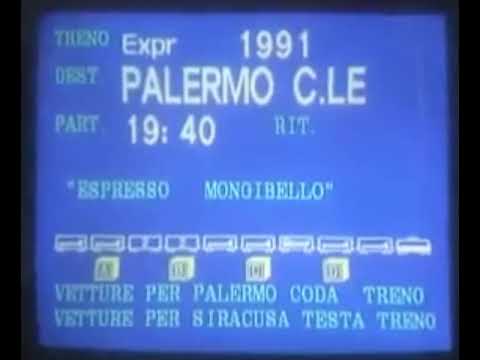 TRENO Expr 1991
DEST. PALERMO C.LE
PART. 19:40 RIT.
"ESPRESSO MONGIBELLO"
VETTURE PER PALERMO CODA TRENO
VETTURE PER SIRACUSA TESTA TRENO